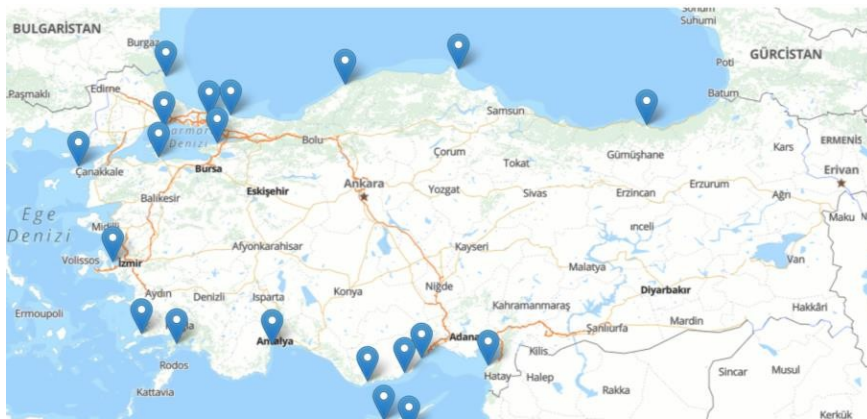 BULGARİSTAN
Burgaz
Sohum
Suhumi
Poti
GÜRCİSTAN
Paşmaklı
Edirne
Batum
Samsun
Kars
ERMENİS
Bolu
Denizi
Çorum
Tokat
Gümüşhane
Erivan
Çanakkale
Bursa
Balıkesir
Eskişehir
Ankara
Yozgat
Sivas
Erzincan
Erzurum
Ağrı
Maku
Ege
Denizi
Volissos
İzmir
Afyonkarahisar
Kayseri
ınceli
Malatya
Van
Ermoupoli
Aydın
Denizli
Isparta
Konya
Niğde
Kahramanmaraş
Diyarbakır
Hakkâri
Antalya
Adana
Şanlıurfa
Mardin
Rodos
Kattavia
Hatay
Kilis
Halep
Rakka
Sincar
Musul
Kerkük